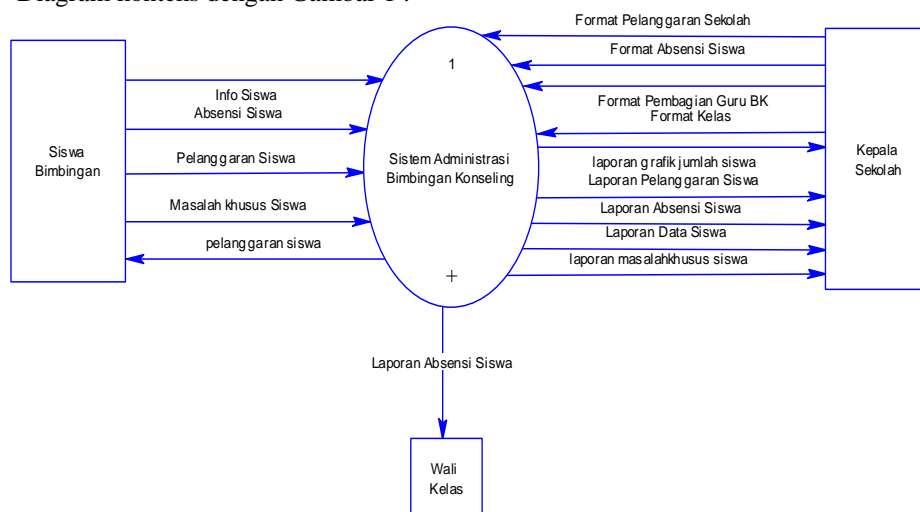 Diagram konteks dengan Gambar 1 :
Format Pelanggaran Sekolah
Format Absensi Siswa
1
Info Siswa
Absensi Siswa
Format Pembagian Guru BK
Format Kelas
Siswa
Bimbingan
Pelanggaran Siswa
Sistem Administrasi
Bimbingan Konseling
Kepala
Sekolah
laporan grafik jumlah siswa
Laporan Pelanggaran Siswa
Masalah khusus Siswa
Laporan Absensi Siswa
pelanggaran siswa
Laporan Data Siswa
laporan masalahkhusus siswa
+
Laporan Absensi Siswa
Wali
Kelas